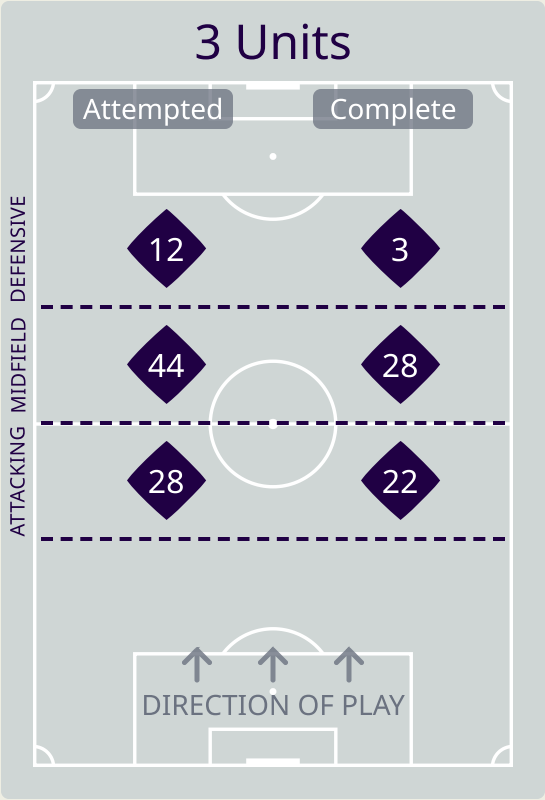 3 Units
Attempted Complete
DEFENSIVE
12 3
MIDFIELD
44 28
ATTACKING
28 22
DIRECTION OF PLAY